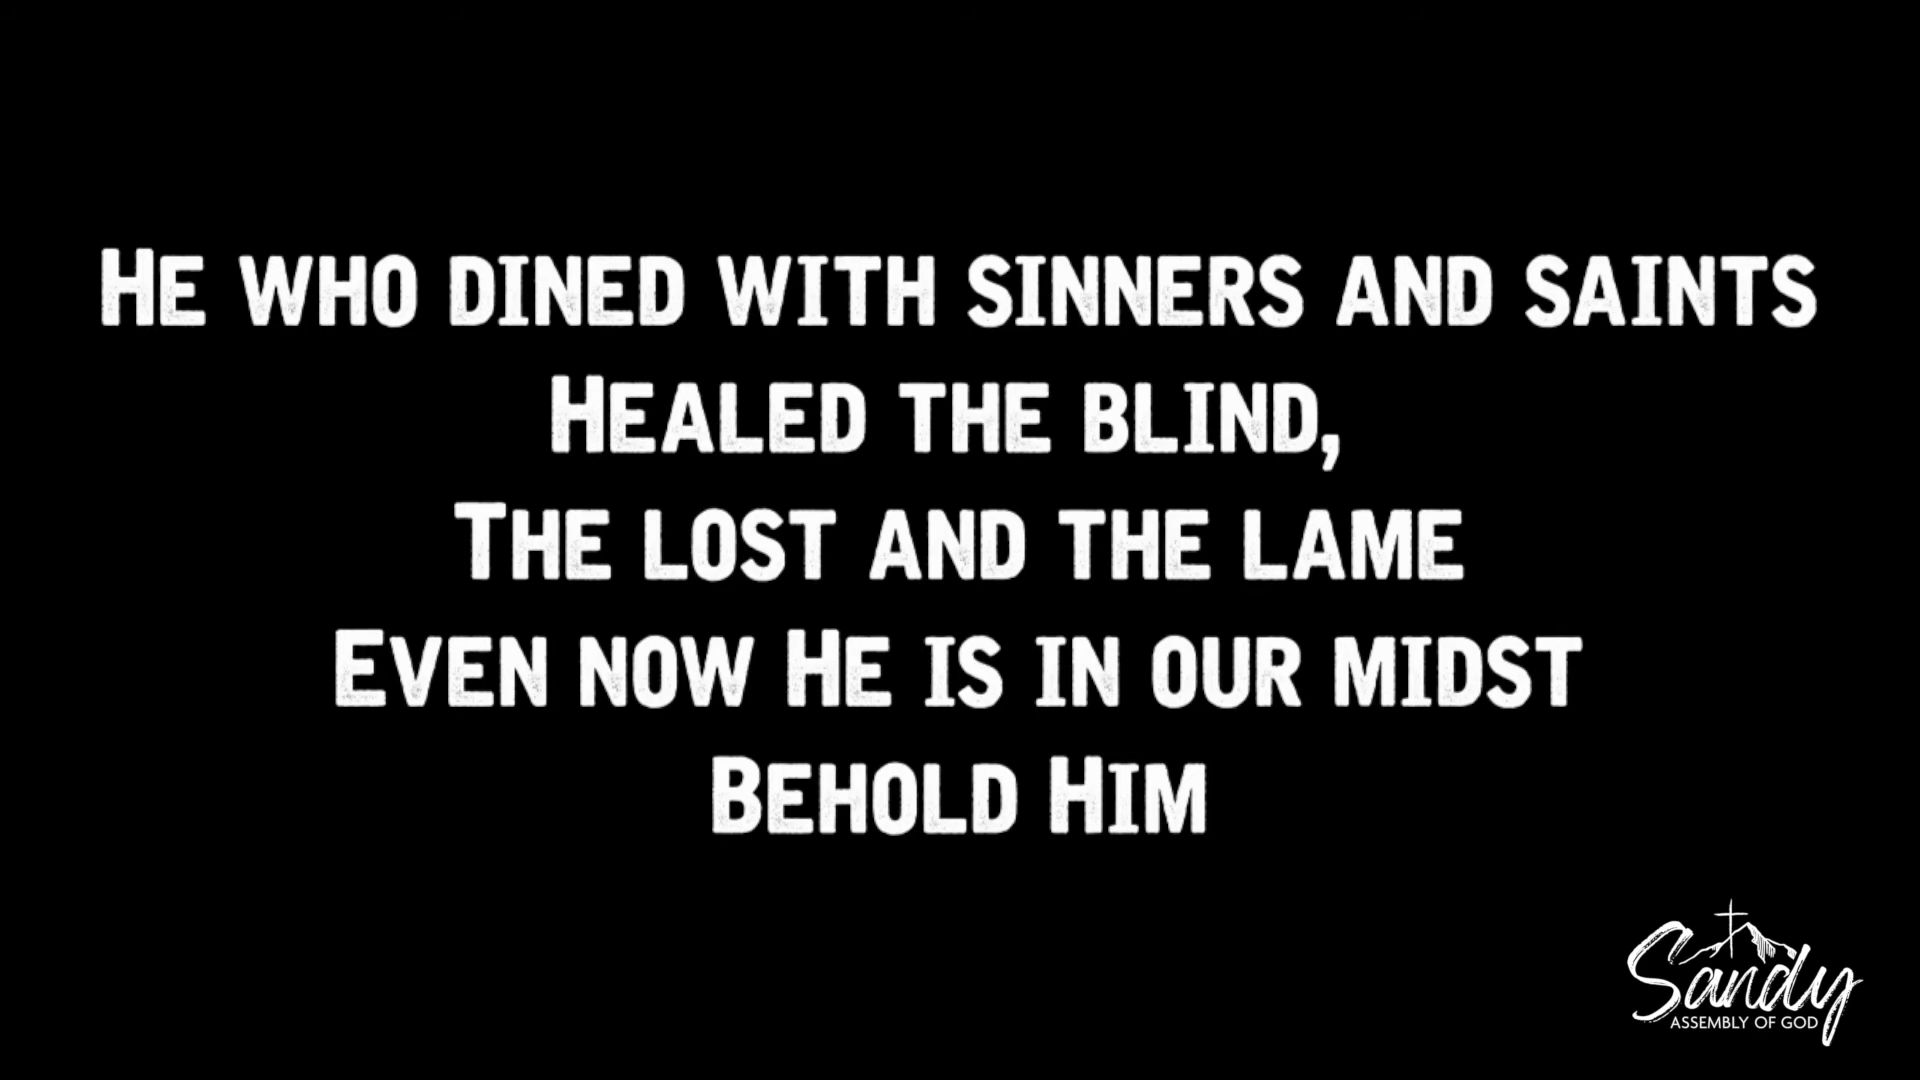 He who dined with sinners and saints
Healed the blind,
The lost and the lame
Even now He is in our midst
Behold Him
Sandy
ASSEMBLY OF GOD